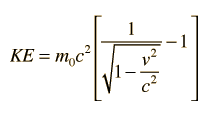 KE = m₀c² [ 1 / √(1 − v²/c²) − 1 ]